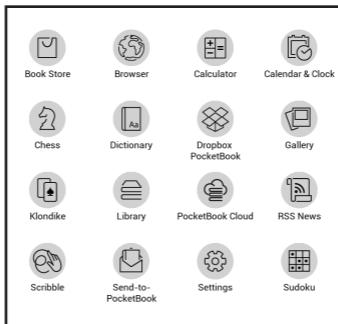 Book Store
Browser
Calculator
Calendar & Clock
Aa
Chess
Dictionary
Dropbox
PocketBook
Gallery
Klondike
Library
PocketBook Cloud
RSS News
Scribble
Send-to-
PocketBook
Settings
Sudoku